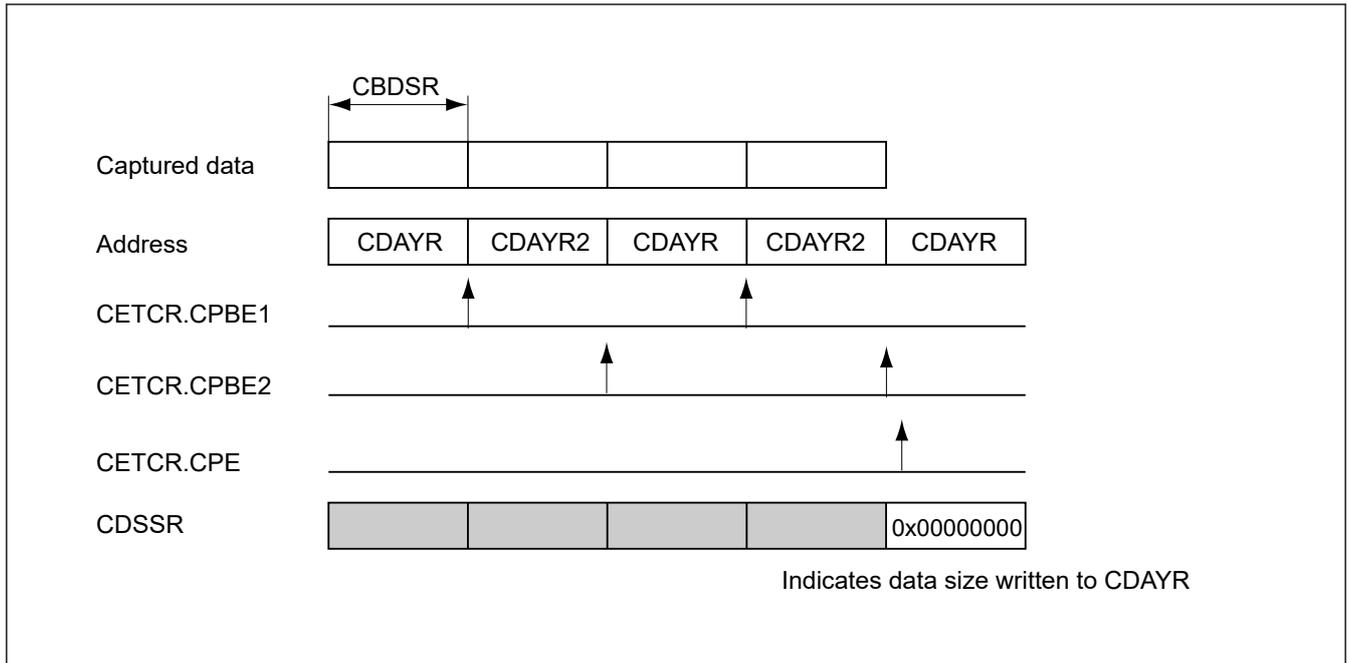 CBDSR
Captured data
Address CDAYR CDAYR2 CDAYR CDAYR2 CDAYR
CETCR.CPBE1
CETCR.CPBE2
CETCR.CPE
CDSSR 0x00000000
Indicates data size written to CDAYR